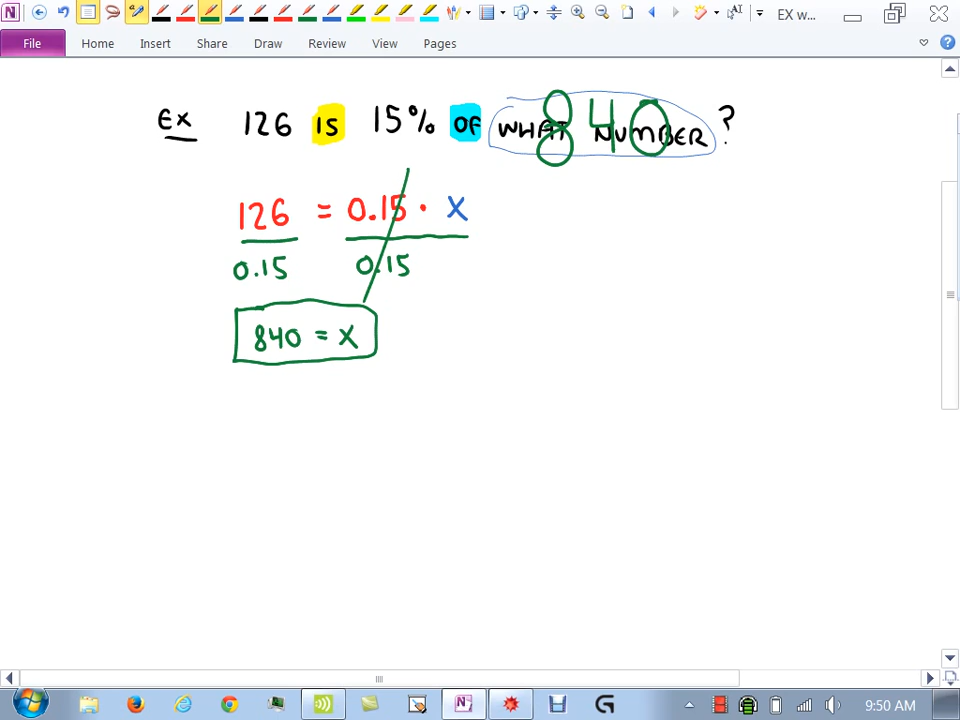 EX w...
File Home Insert Share Draw Review View Pages
Ex 126 is 15% OF WHAT NUMBER ?
840
126 = 0.15 · X
0.15 0.15
840 = X
9:50 AM